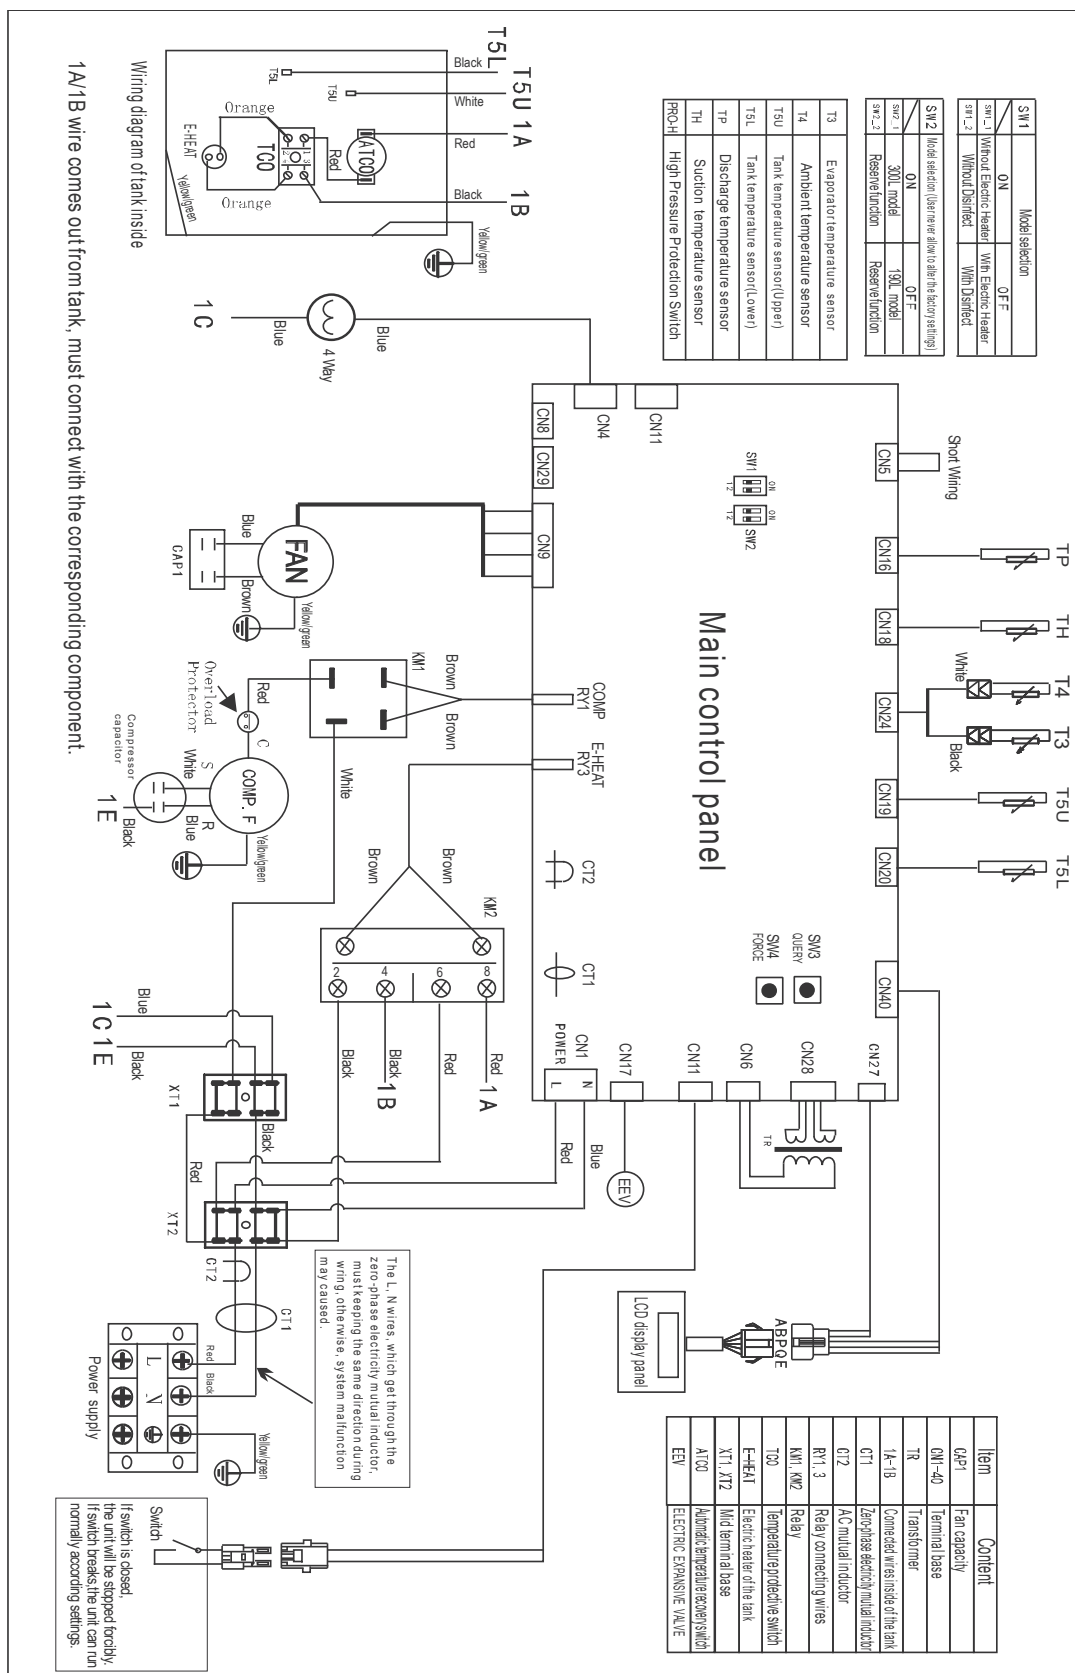 SW1 Model selection
ON OFF
SW1_1 Without Electric Heater With Electric Heater
SW1_2 Without Disinfect With Disinfect
SW2 Model selection (User never allow to alter the factory settings)
ON OFF
SW2_1 300L model 190L model
SW2_2 Reserve function Reserve function
T3 Evaporator temperature sensor
T4 Ambient temperature sensor
T5U Tank temperature sensor(Upper)
T5L Tank temperature sensor(Lower)
TP Discharge temperature sensor
TH Suction temperature sensor
PRO-H High Pressure Protection Switch
T5L
T5U
1A
1B
Black
White
Red
Black
T5L
T5U
Orange
E-HEAT
TCO
1 3
2 4
Red
ATCO
Orange
Yellow/green
Yellow/green
Wiring diagram of tank inside
1A/1B wire comes out from tank, must connect with the corresponding component.
1C
Blue
4 Way
Blue
Short Wiring
TP
TH
T4
White
T3
Black
T5U
T5L
CN5
CN16
CN18
CN24
CN19
CN20
CN40
CN27
CN11
CN4
CN8
CN29
CN9
SW1
ON
12
SW2
ON
12
Main control panel
SW3
QUERY
SW4
FORCE
COMP
RY1
E-HEAT
RY3
CT2
CT1
CN1
POWER
N
L
CN17
CN11
CN6
CN28
TR
EEV
FAN
Blue
Brown
CAP1
Yellow/green
KM1
Brown
Brown
Red
Overload
Protector
C
COMP. F
S
White
R
Blue
Compressor
capacitor
1E
Black
Yellow/green
White
Brown
Brown
KM2
2 4 6 8
Black
Black
1B
Red
Red
1A
1C
1E
Blue
Black
XT1
Black
Red
XT2
Red
Blue
CT2
CT1
The L, N wires, which get through the
zero-phase electricity mutual inductor,
must keeping the same direction during
wring, otherwise, system malfunction
may caused.
Red
Black
L
N
Power supply
Yellow/green
LCD display panel
ABPQE
Switch
If switch is closed,
the unit will be stopped forcibly.
If switch breaks,the unit can run
normally according settings.
Item Content
CAP1 Fan capacity
CN1-40 Terminal base
TR Transformer
1A-1B Connected wires inside of the tank
CT1 Zero-phase electricity mutual inductor
CT2 AC mutual inductor
RY1, 3 Relay connecting wires
KM1, KM2 Relay
TCO Temperature protective switch
E-HEAT Electric heater of the tank
XT1, XT2 Mid terminal base
ATCO Automatic temperature recovery switch
EEV ELECTRIC EXPANSIVE VALVE